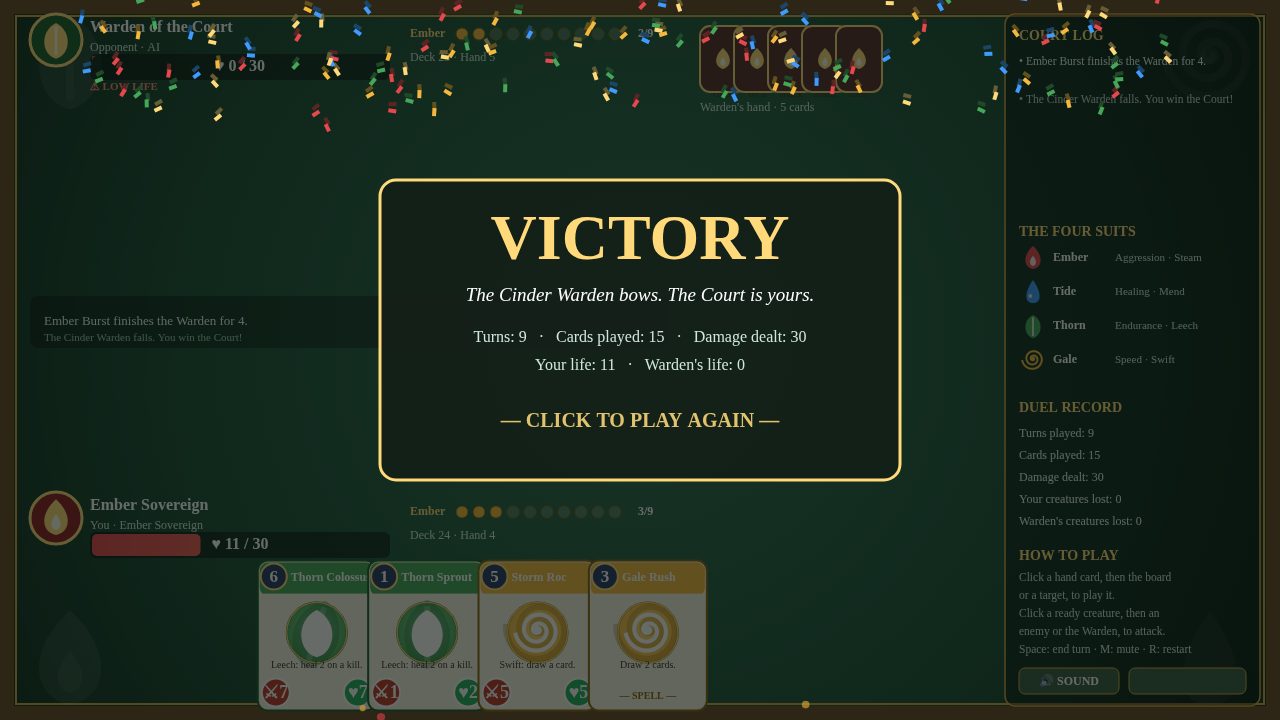 Warden of the Court
Opponent · AI
♥ 0 / 30
⚠ LOW LIFE
Ember
2/9
Deck 24 · Hand 5
Warden's hand · 5 cards
COURT LOG
• Ember Burst finishes the Warden for 4.
• The Cinder Warden falls. You win the Court!
VICTORY
The Cinder Warden bows. The Court is yours.
Turns: 9 · Cards played: 15 · Damage dealt: 30
Your life: 11 · Warden's life: 0
— CLICK TO PLAY AGAIN —
Ember Burst finishes the Warden for 4.
The Cinder Warden falls. You win the Court!
THE FOUR SUITS
Ember Aggression · Steam
Tide Healing · Mend
Thorn Endurance · Leech
Gale Speed · Swift
DUEL RECORD
Turns played: 9
Cards played: 15
Damage dealt: 30
Your creatures lost: 0
Warden's creatures lost: 0
HOW TO PLAY
Click a hand card, then the board
or a target, to play it.
Click a ready creature, then an
enemy or the Warden, to attack.
Space: end turn · M: mute · R: restart
🔊 SOUND
Ember Sovereign
You · Ember Sovereign
♥ 11 / 30
Ember
3/9
Deck 24 · Hand 4
6 Thorn Colossu
Leech: heal 2 on a kill.
⚔7 ♥7
1 Thorn Sprout
Leech: heal 2 on a kill.
⚔1 ♥2
5 Storm Roc
Swift: draw a card.
⚔5 ♥5
3 Gale Rush
Draw 2 cards.
— SPELL —